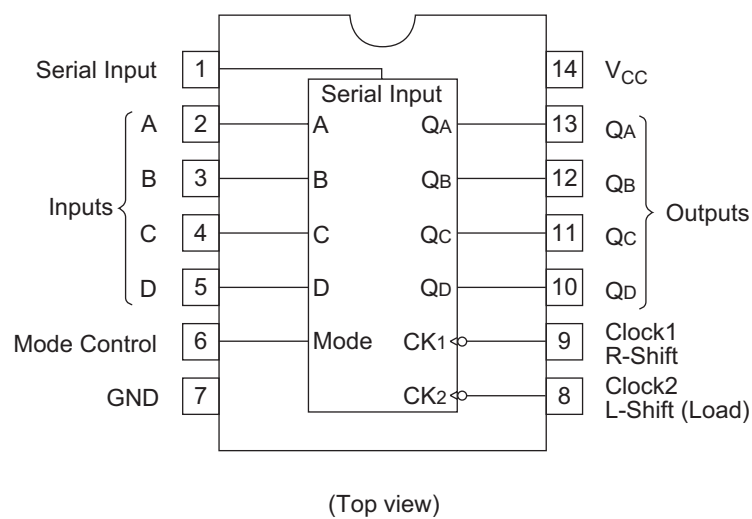 Serial Input 1 14 VCC
Serial Input
A 2 A QA 13 QA
B 3 B QB 12 QB
Inputs Outputs
C 4 C QC 11 QC
D 5 D QD 10 QD
Mode Control 6 Mode CK1 9 Clock1
R-Shift
GND 7 CK2 8 Clock2
L-Shift (Load)
(Top view)